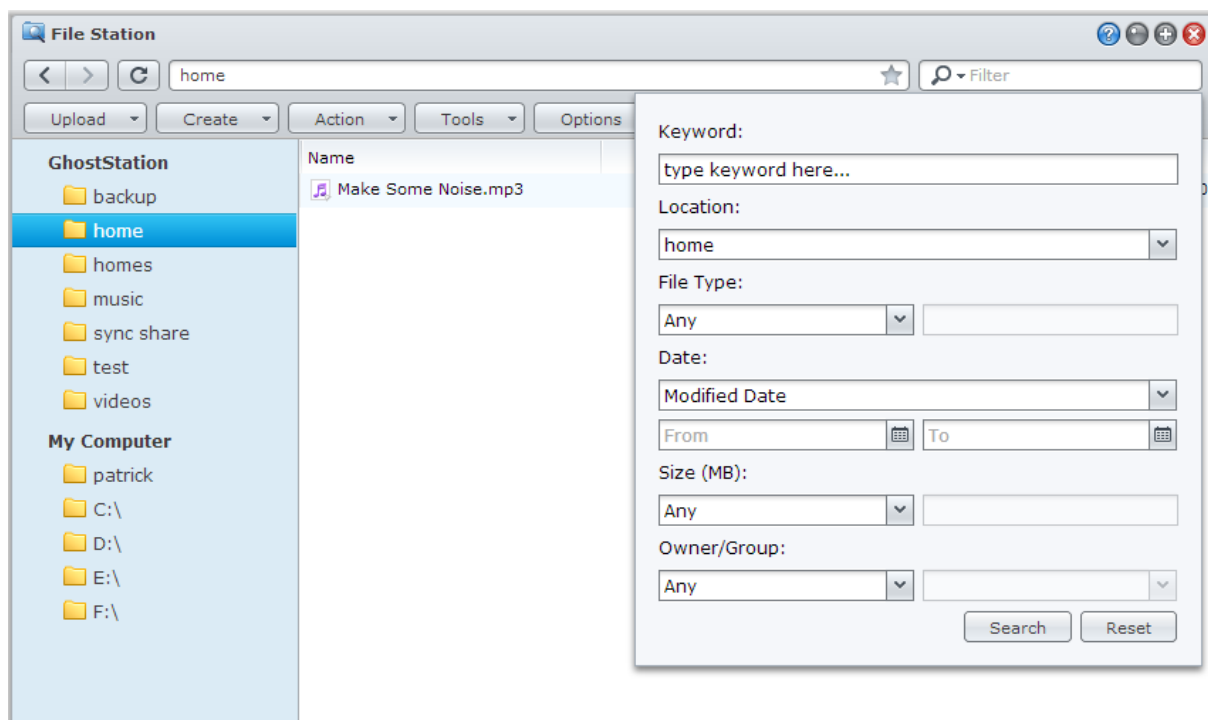 File Station
home
Filter
Upload Create Action Tools Options
GhostStation
backup
home
homes
music
sync share
test
videos
My Computer
patrick
C:\
D:\
E:\
F:\
Name
Make Some Noise.mp3
Keyword:
type keyword here...
Location:
home
File Type:
Any
Date:
Modified Date
From To
Size (MB):
Any
Owner/Group:
Any
Search Reset